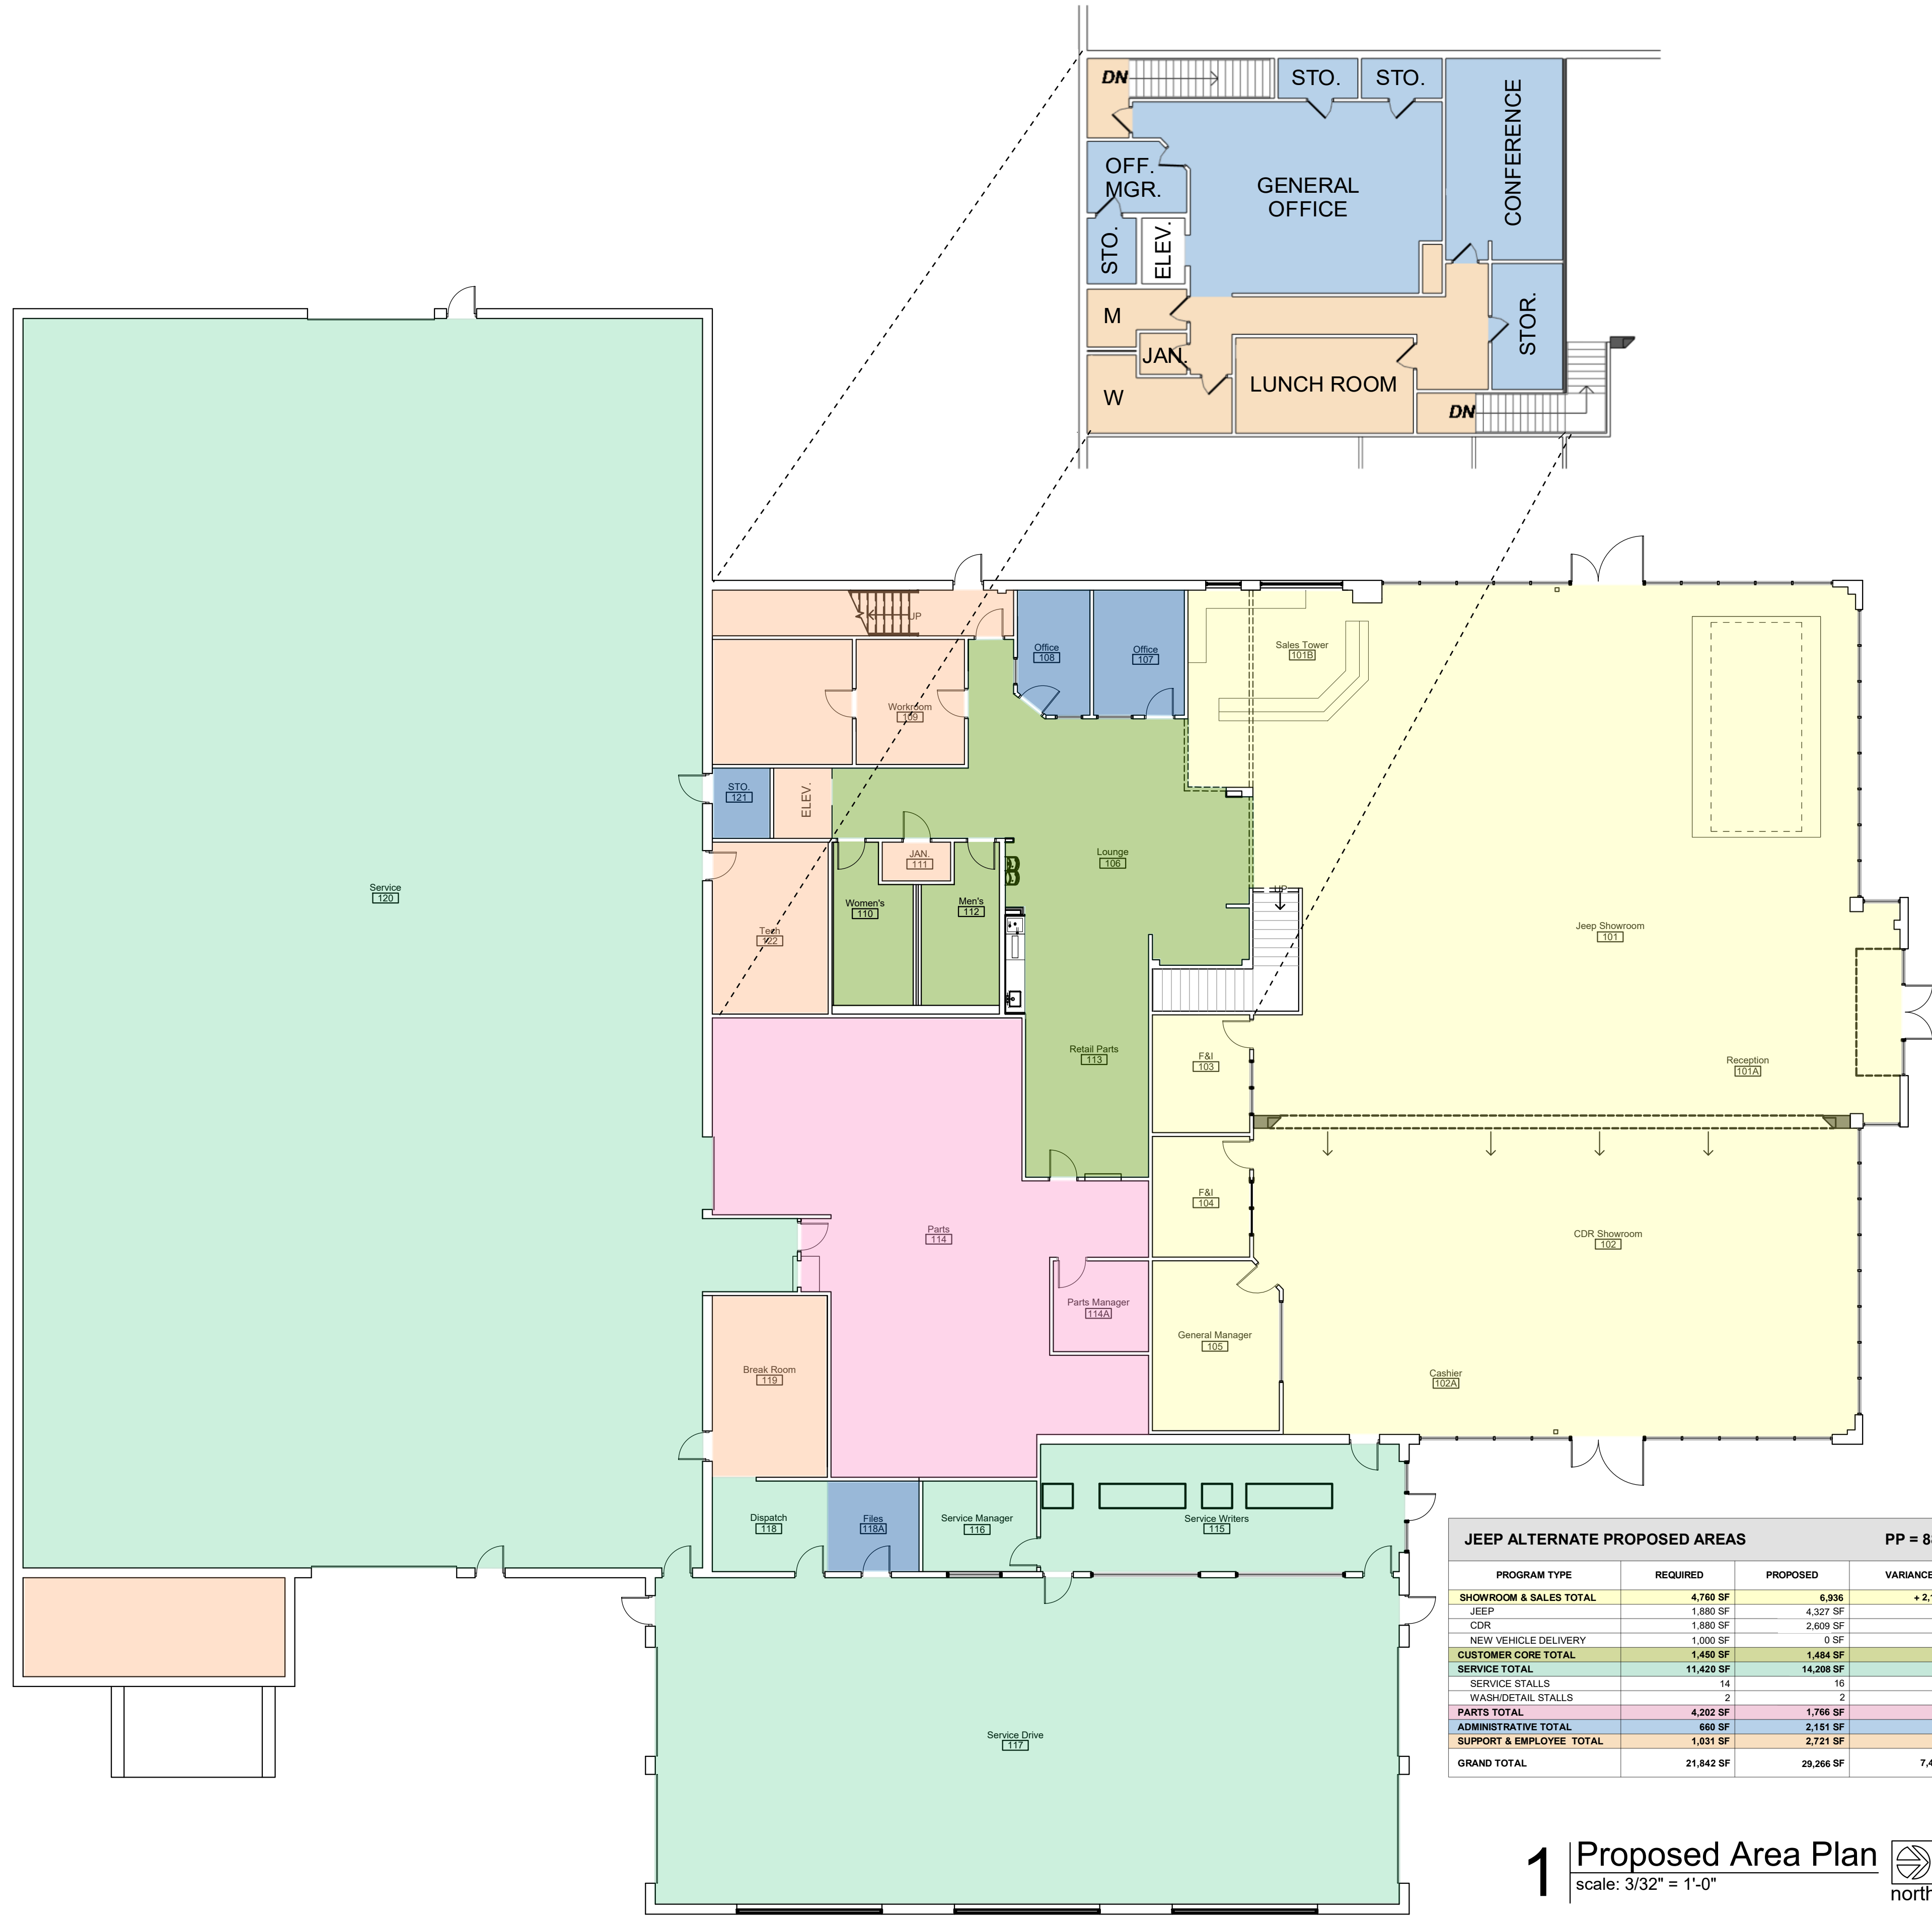 DN
STO.
STO.
CONFERENCE
OFF.
MGR.
GENERAL
OFFICE
STO.
ELEV.
M
JAN.
STOR.
LUNCH ROOM
W
DN
UP
Office
108
Office
107
Sales Tower
101B
Workroom
109
STO.
121
ELEV.
JAN.
111
Lounge
106
UP
Service
120
Women's
110
Men's
112
Tech
122
Jeep Showroom
101
Retail Parts
113
F&I
103
Reception
101A
F&I
104
Parts
114
CDR Showroom
102
Parts Manager
114A
General Manager
105
Break Room
119
Cashier
102A
Dispatch
118
Files
118A
Service Manager
116
Service Writers
115
Service Drive
117
JEEP ALTERNATE PROPOSED AREAS PP = 8
PROGRAM TYPE REQUIRED PROPOSED VARIANCE
SHOWROOM & SALES TOTAL 4,760 SF 6,936 + 2,
JEEP 1,880 SF 4,327 SF
CDR 1,880 SF 2,609 SF
NEW VEHICLE DELIVERY 1,000 SF 0 SF
CUSTOMER CORE TOTAL 1,450 SF 1,484 SF
SERVICE TOTAL 11,420 SF 14,208 SF
SERVICE STALLS 14 16
WASH/DETAIL STALLS 2 2
PARTS TOTAL 4,202 SF 1,766 SF
ADMINISTRATIVE TOTAL 660 SF 2,151 SF
SUPPORT & EMPLOYEE TOTAL 1,031 SF 2,721 SF
GRAND TOTAL 21,842 SF 29,266 SF 7,4
1 Proposed Area Plan
scale: 3/32" = 1'-0"
north